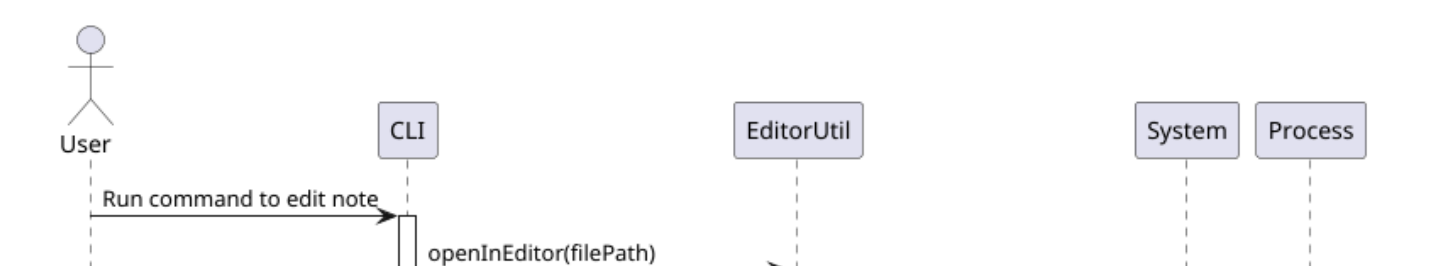 User
CLI
EditorUtil
System
Process
Run command to edit note
openInEditor(filePath)